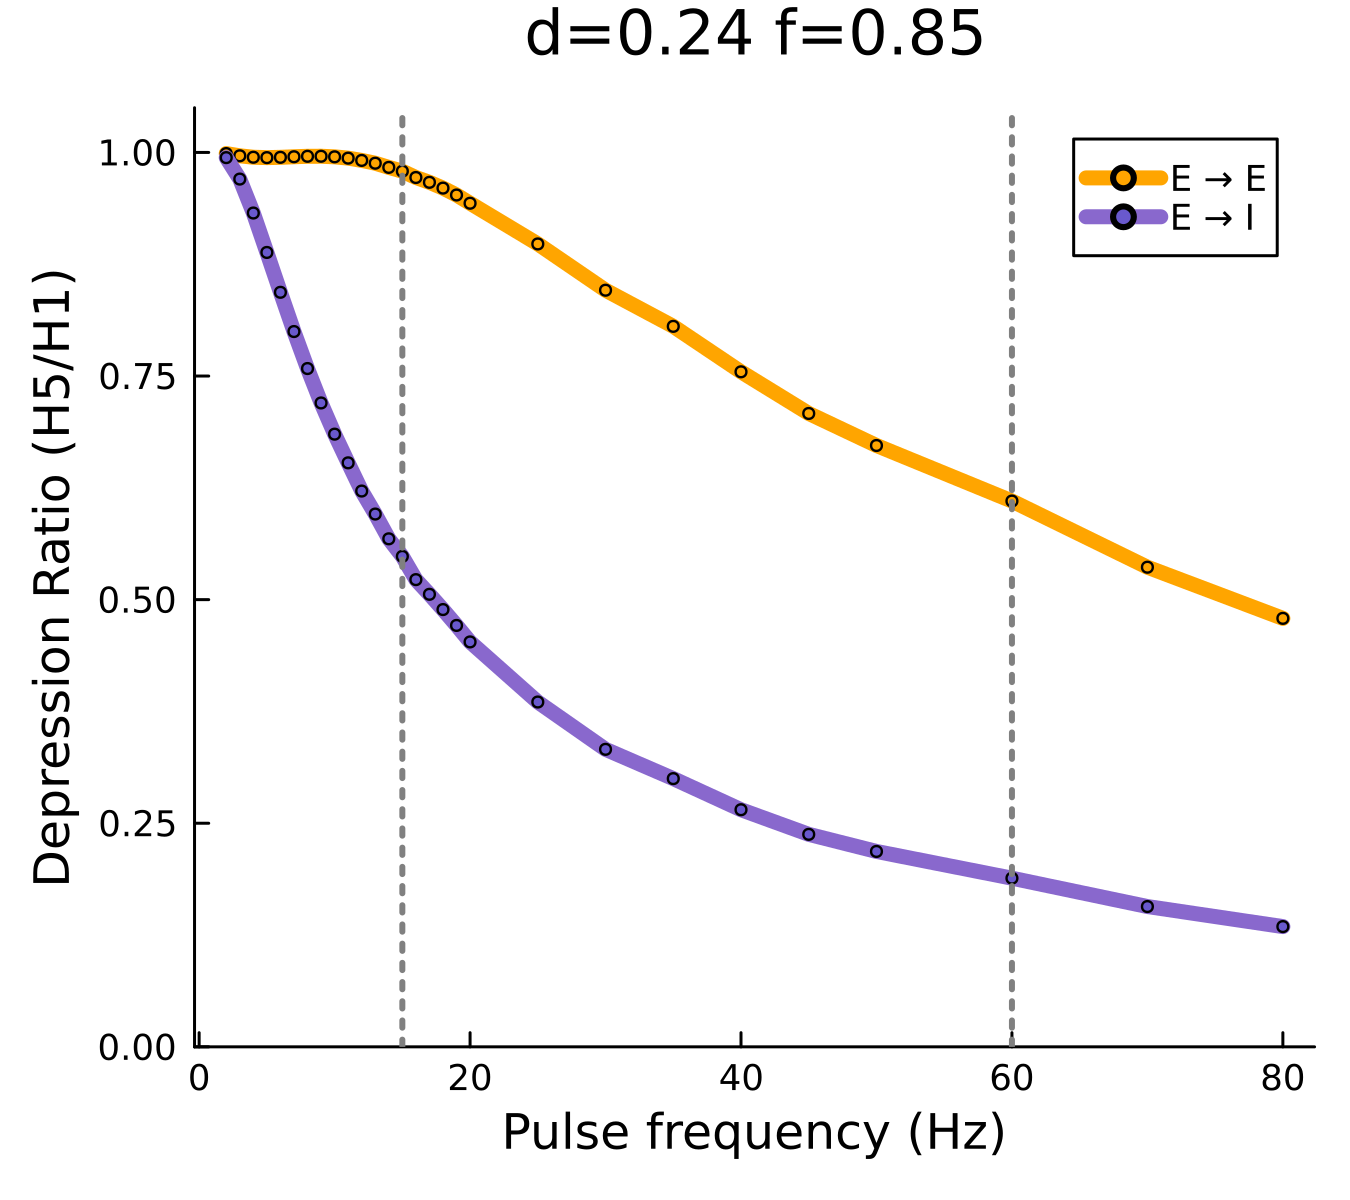 d=0.24 f=0.85
E → E
E → I
Depression Ratio (H5/H1)
1.00
0.75
0.50
0.25
0.00
0 20 40 60 80
Pulse frequency (Hz)